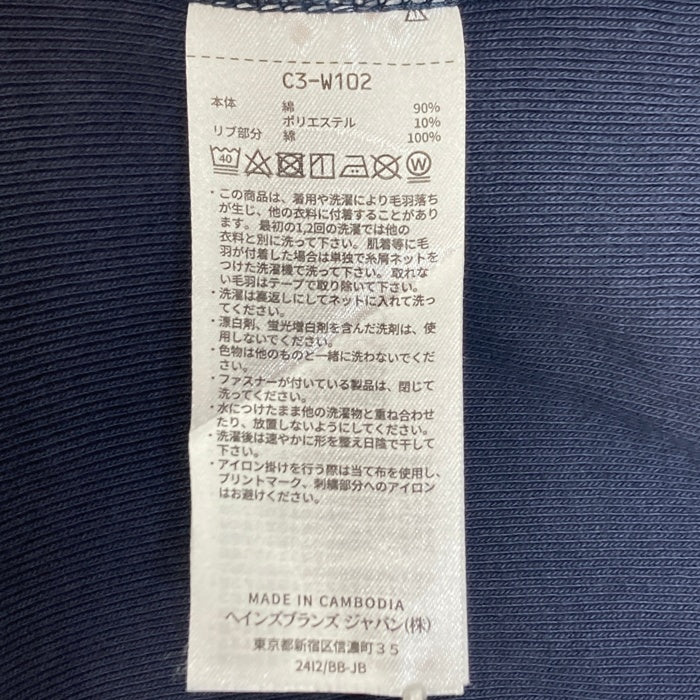 C3-W102
本体 綿 90%
ポリエステル 10%
リブ部分 綿 100%
40 W
・この商品は、着用や洗濯により毛羽落ち
が生じ、他の衣料に付着することがあり
ます。最初の1,2回の洗濯では他の
衣料と別に洗って下さい。肌着等に毛
羽が付着した場合は単独で糸屑ネットを
つけた洗濯機で洗って下さい。取れな
い毛羽はテープで取り除いて下さい。
・洗濯は裏返しにしてネットに入れて洗っ
てください。
・漂白剤、蛍光増白剤を含んだ洗剤は、使
用しないでください。
・色物は他のものと一緒に洗わないでくだ
さい。
・ファスナーが付いている製品は、閉じて
洗ってください。
・水につけたまま他の洗濯物と重ね合わせ
たり、放置しないようにしてください。
・洗濯後は速やかに形を整え日陰で干して
下さい。
・アイロン掛けを行う際は当て布を使用し、
プリントマーク、刺繍部分へのアイロン
はお避けください。
MADE IN CAMBODIA
ヘインズブランズ ジャパン(株)
東京都新宿区信濃町35
2412/BB-JB